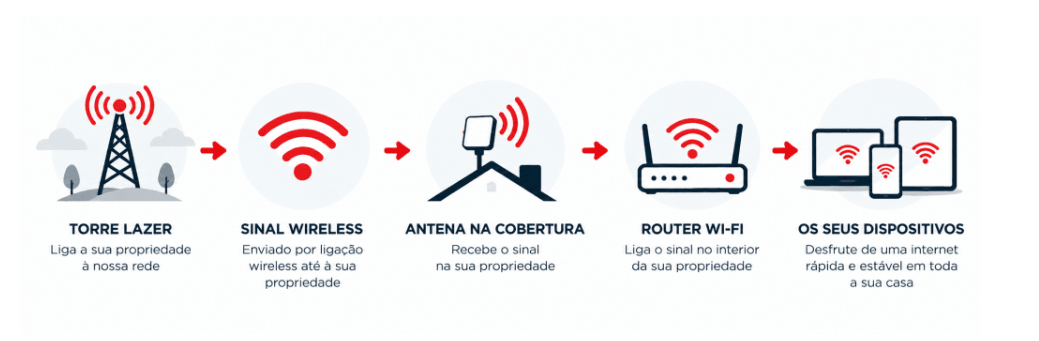 TORRE LAZER
Liga a sua propriedade
à nossa rede
SINAL WIRELESS
Enviado por ligação
wireless até à sua
propriedade
ANTENA NA COBERTURA
Recebe o sinal
na sua propriedade
ROUTER WI-FI
Liga o sinal no interior
da sua propriedade
OS SEUS DISPOSITIVOS
Desfrute de uma internet
rápida e estável em toda
a sua casa